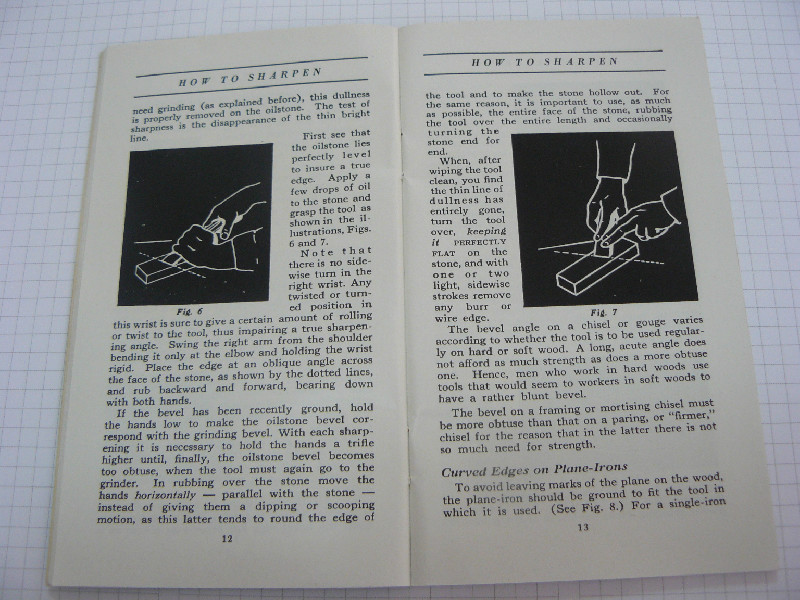 HOW TO SHARPEN
need grinding (as explained before), this dullness
is properly removed on the oilstone. The test of
sharpness is the disappearance of the thin bright
line.
First see that
the oilstone lies
perfectly level
to insure a true
edge. Apply a
few drops of oil
to the stone and
grasp the tool as
shown in the il-
lustrations, Figs.
6 and 7.
Note that
there is no side-
wise turn in the
right wrist. Any
twisted or turn-
ed position in
Fig. 6
this wrist is sure to give a certain amount of rolling
or twist to the tool, thus impairing a true sharpen-
ing angle. Swing the right arm from the shoulder
bending it only at the elbow and holding the wrist
rigid. Place the edge at an oblique angle across
the face of the stone, as shown by the dotted lines,
and rub backward and forward, bearing down
with both hands.
If the bevel has been recently ground, hold
the hands low to make the oilstone bevel cor-
respond with the grinding bevel. With each sharp-
ening it is necessary to hold the hands a trifle
higher until, finally, the oilstone bevel becomes
too obtuse, when the tool must again go to the
grinder. In rubbing over the stone move the
hands horizontally — parallel with the stone —
instead of giving them a dipping or scooping
motion, as this latter tends to round the edge of
12
HOW TO SHARPEN
the tool and to make the stone hollow out. For
the same reason, it is important to use, as much
as possible, the entire face of the stone, rubbing
the tool over the entire length and occasionally
turning the
stone end for
end.
When, after
wiping the tool
clean, you find
the thin line of
dullness has
entirely gone,
turn the tool
over, keeping
it PERFECTLY
FLAT on the
stone, and with
one or two
light, sidewise
strokes remove
any burr or
wire edge.
Fig. 7
The bevel angle on a chisel or gouge varies
according to whether the tool is to be used regular-
ly on hard or soft wood. A long, acute angle does
not afford as much strength as does a more obtuse
one. Hence, men who work in hard woods use
tools that would seem to workers in soft woods to
have a rather blunt bevel.
The bevel on a framing or mortising chisel must
be more obtuse than that on a paring, or "firmer,"
chisel for the reason that in the latter there is not
so much need for strength.
Curved Edges on Plane-Irons
To avoid leaving marks of the plane on the wood,
the plane-iron should be ground to fit the tool in
which it is used. (See Fig. 8.) For a single-iron
13